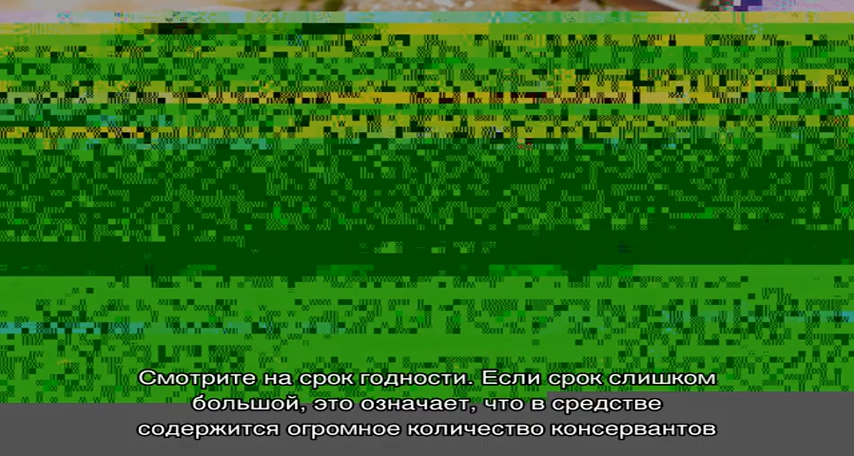 Смотрите на срок годности. Если срок слишком
большой, это означает, что в средстве
содержится огромное количество консервантов